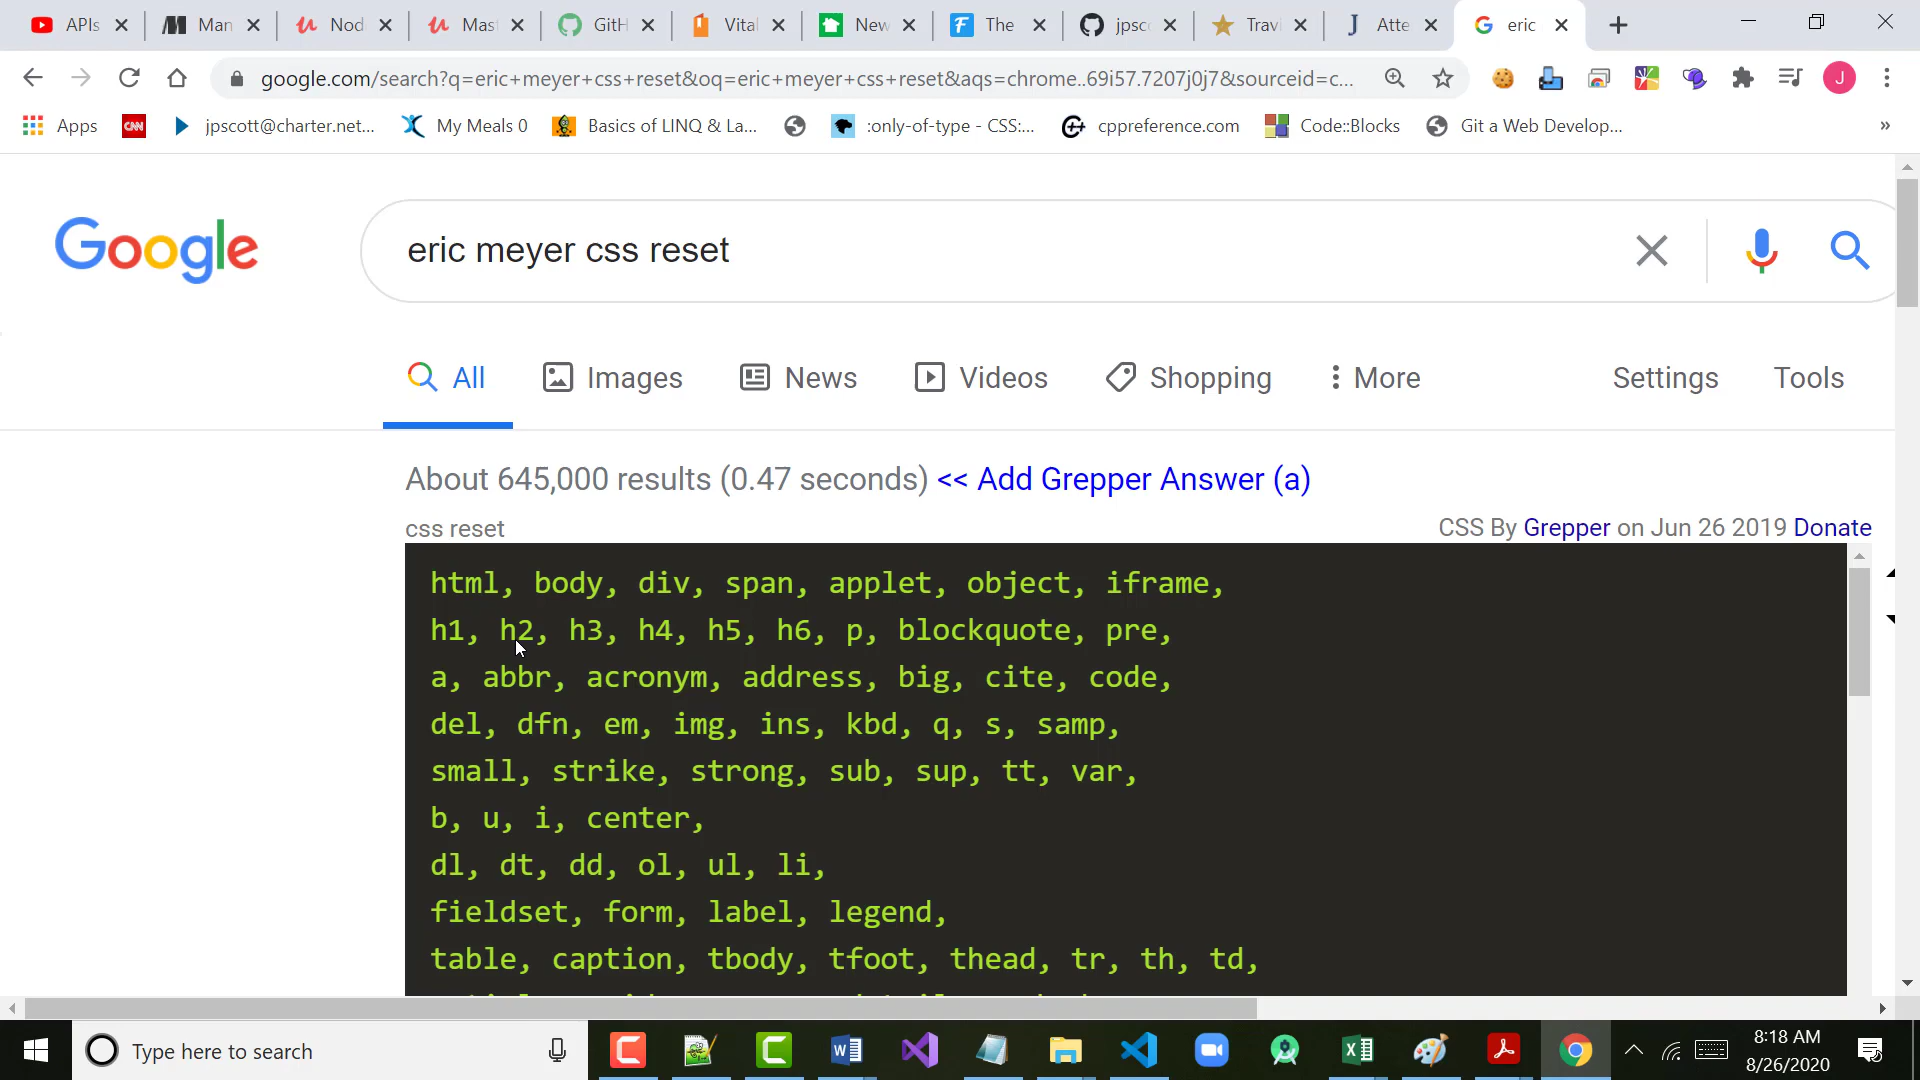 APIs Man Nod Mast GitH Vital New The jpsc Travi Atte eric
google.com/search?q=eric+meyer+css+reset&oq=eric+meyer+css+reset&aqs=chrome..69i57.7207j0j7&sourceid=c... J
Apps CNN jpscott@charter.net... My Meals 0 Basics of LINQ & La... :only-of-type - CSS:... cppreference.com Code::Blocks Git a Web Develop... »
Google eric meyer css reset
All Images News Videos Shopping More Settings Tools
About 645,000 results (0.47 seconds) << Add Grepper Answer (a)
css reset CSS By Grepper on Jun 26 2019 Donate
html, body, div, span, applet, object, iframe,
h1, h2, h3, h4, h5, h6, p, blockquote, pre,
a, abbr, acronym, address, big, cite, code,
del, dfn, em, img, ins, kbd, q, s, samp,
small, strike, strong, sub, sup, tt, var,
b, u, i, center,
dl, dt, dd, ol, ul, li,
fieldset, form, label, legend,
table, caption, tbody, tfoot, thead, tr, th, td,
Type here to search
8:18 AM
8/26/2020